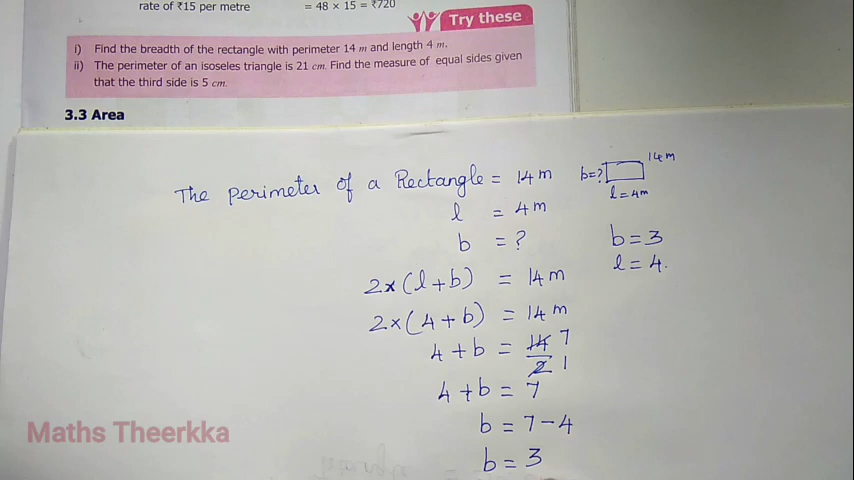 rate of ₹15 per metre = 48 × 15 = ₹720
Try these
i) Find the breadth of the rectangle with perimeter 14 m and length 4 m.
ii) The perimeter of an isoseles triangle is 21 cm. Find the measure of equal sides given
that the third side is 5 cm.
3.3 Area
The perimeter of a Rectangle = 14 m
l = 4 m
b = ?
2×(l+b) = 14 m
2×(4+b) = 14 m
4+b = 14 7
2 1
4+b = 7
b = 7-4
b = 3
14 m
b=?
l=4m
b = 3
l = 4.
Maths Theerkka